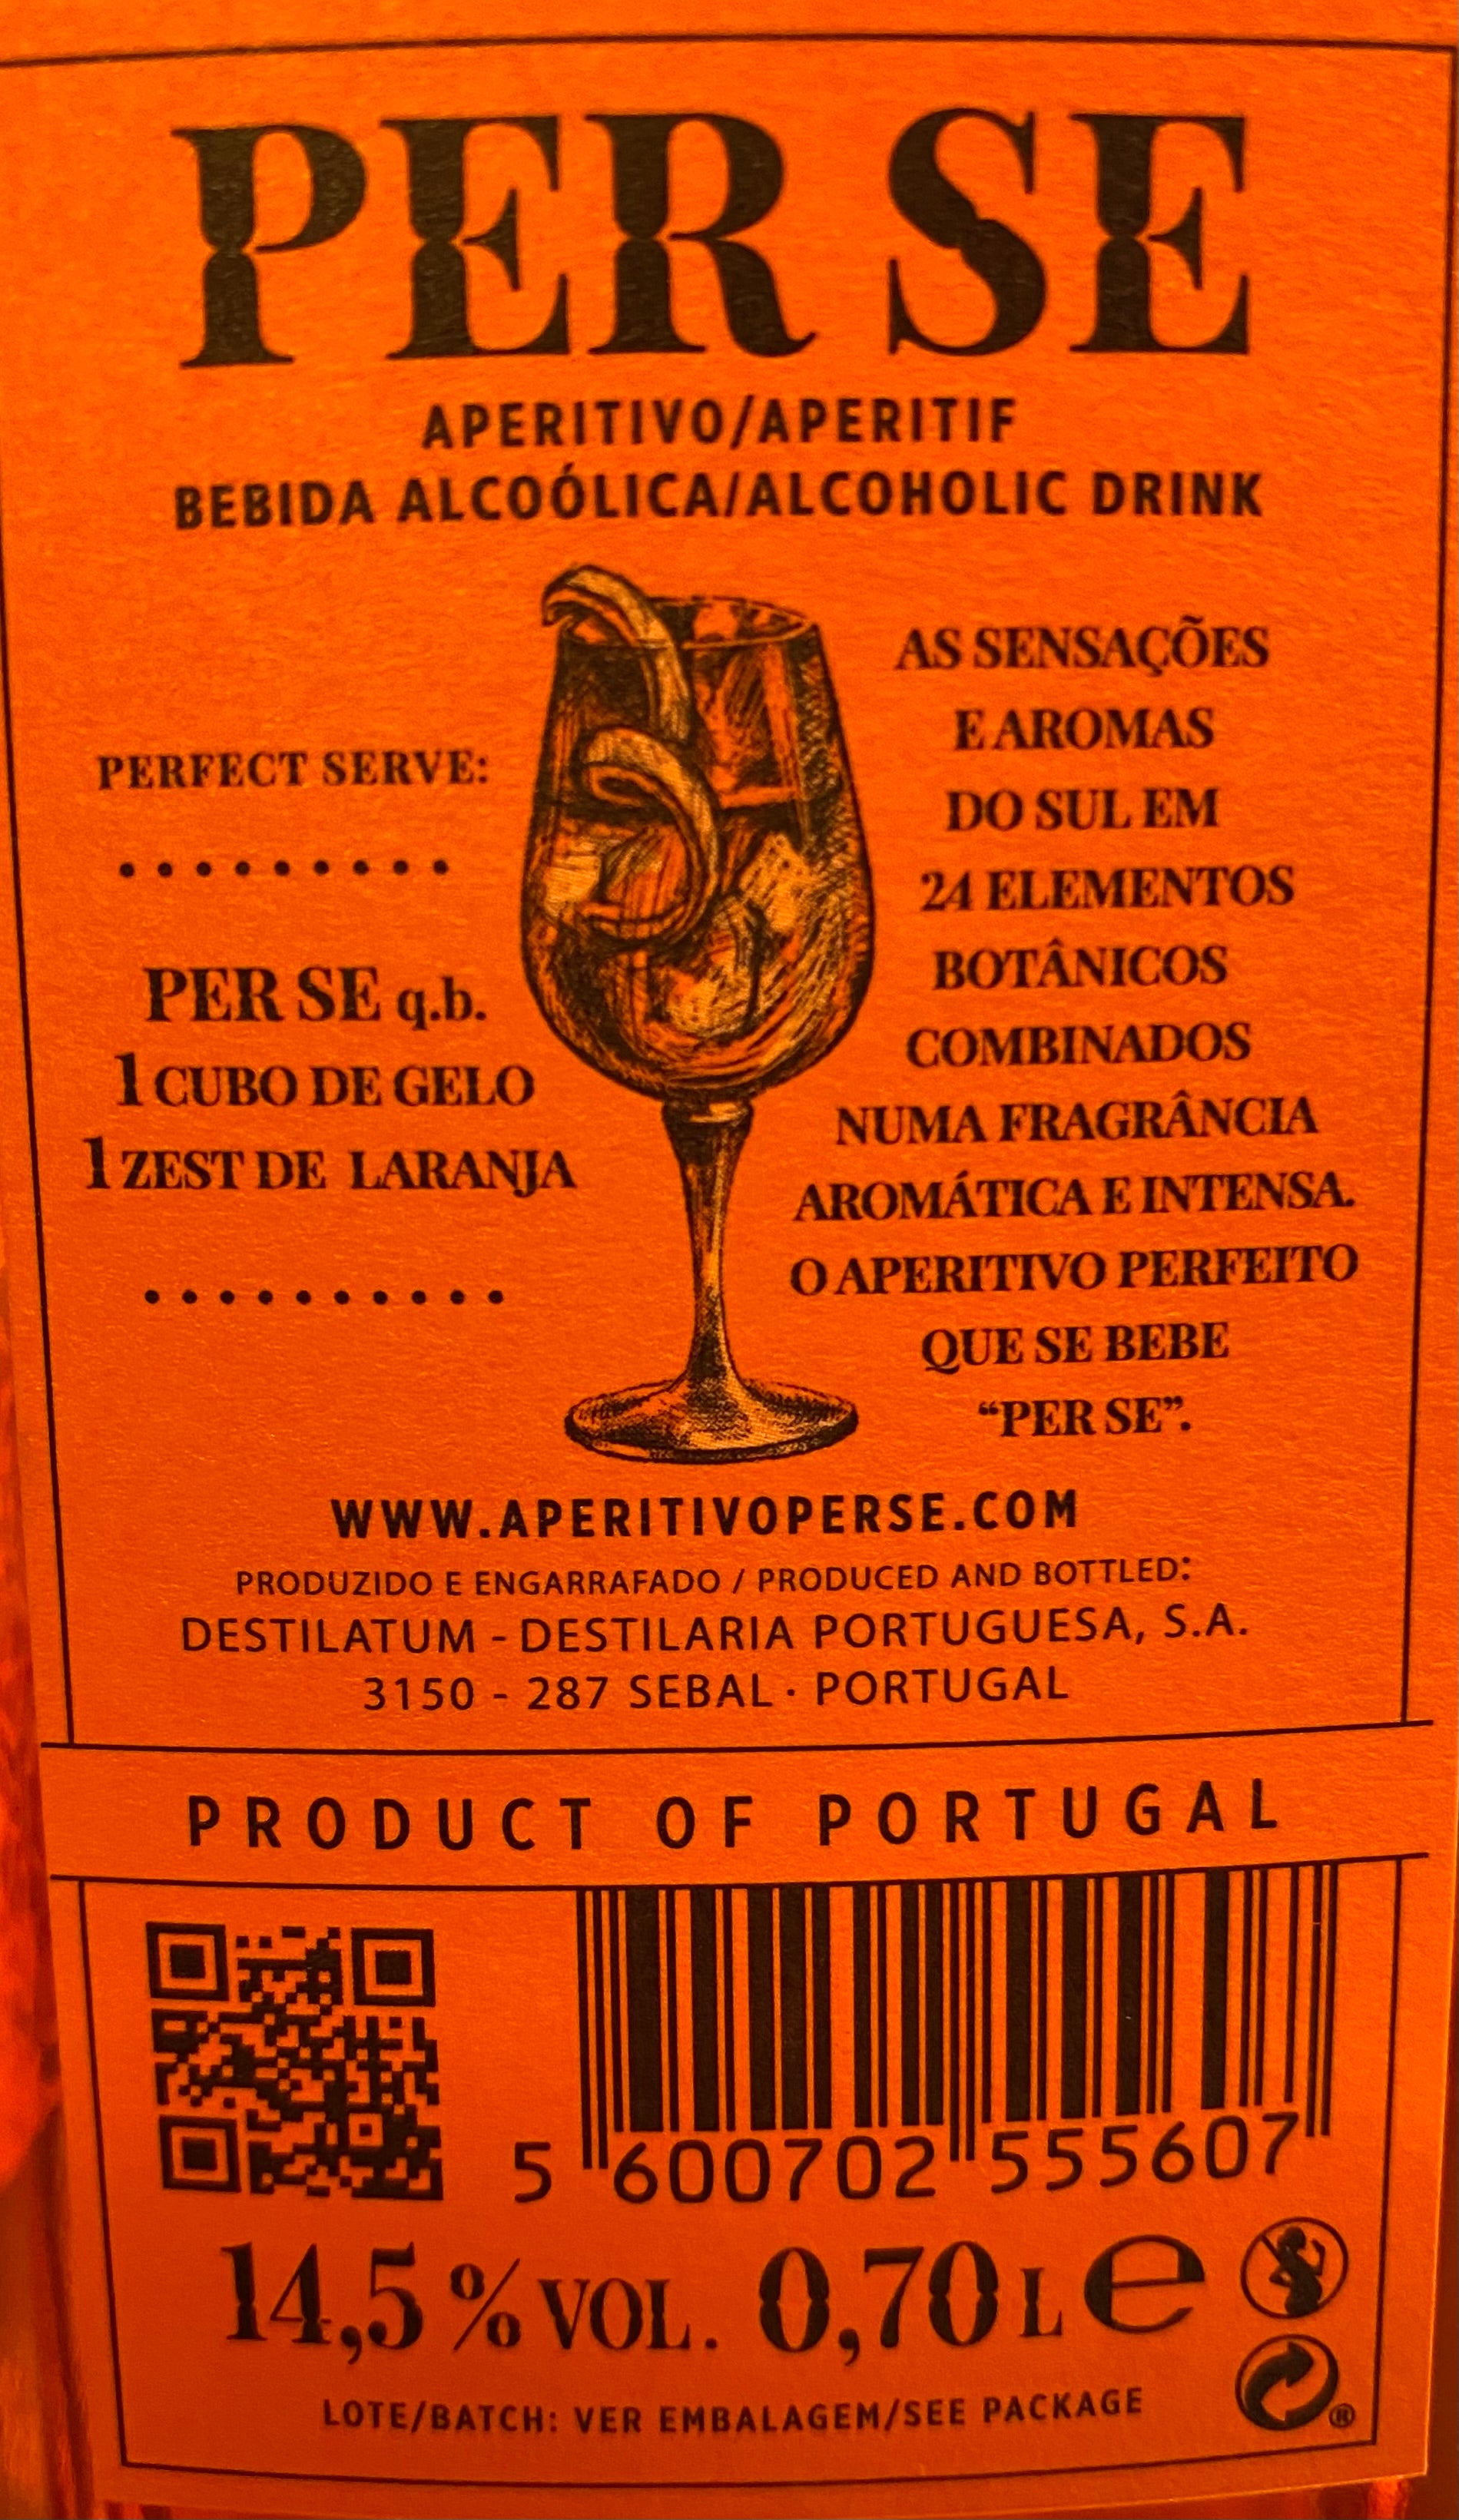 PER SE
APERITIVO/APERITIF
BEBIDA ALCOÓLICA/ALCOHOLIC DRINK
PERFECT SERVE:
PER SE q.b.
1 CUBO DE GELO
1 ZEST DE LARANJA
AS SENSAÇÕES
E AROMAS
DO SUL EM
24 ELEMENTOS
BOTÂNICOS
COMBINADOS
NUMA FRAGRÂNCIA
AROMÁTICA E INTENSA.
O APERITIVO PERFEITO
QUE SE BEBE
“PER SE”.
WWW.APERITIVOPERSE.COM
PRODUZIDO E ENGARRAFADO / PRODUCED AND BOTTLED:
DESTILATUM - DESTILARIA PORTUGUESA, S.A.
3150 - 287 SEBAL · PORTUGAL
PRODUCT OF PORTUGAL
5 600702 555607
14,5 % VOL. 0,70 L e
LOTE/BATCH: VER EMBALAGEM/SEE PACKAGE
®